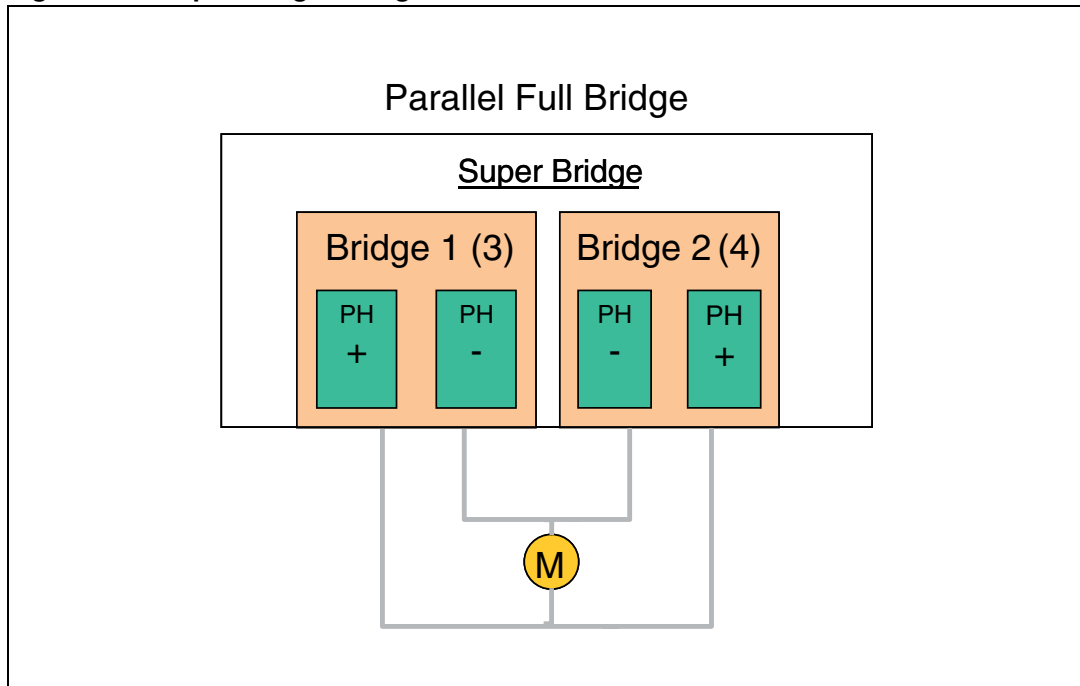 Parallel Full Bridge
Super Bridge
Bridge 1 (3)
Bridge 2 (4)
PH
+
PH
-
PH
-
PH
+
M